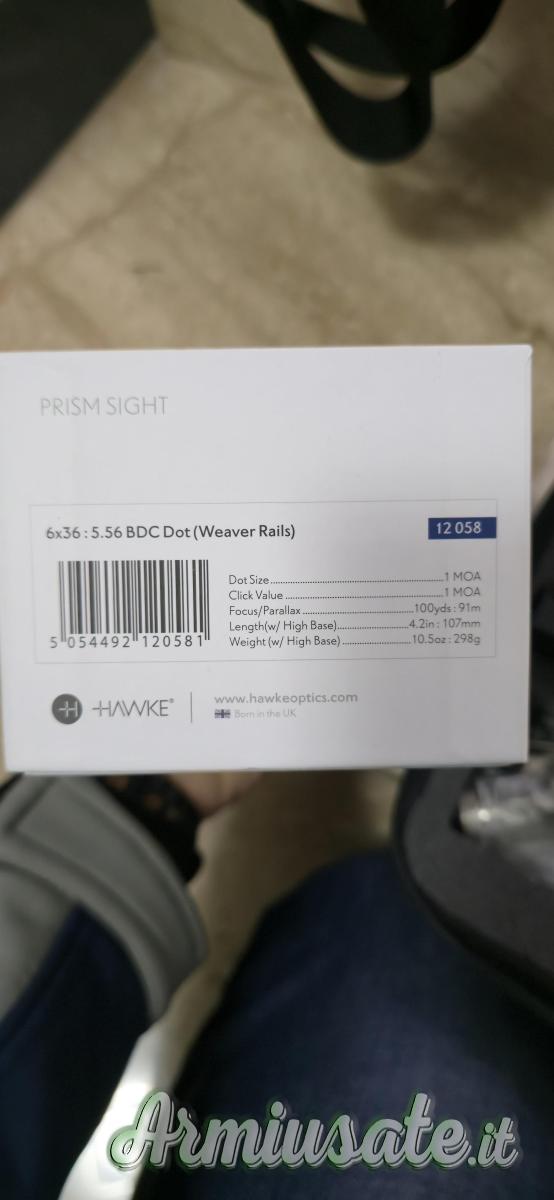 PRISM SIGHT
6x36 : 5.56 BDC Dot (Weaver Rails)
12 058
Dot Size 1 MOA
Click Value 1 MOA
Focus/Parallax 100yds : 91m
Length(w/ High Base) 4.2in : 107mm
Weight (w/ High Base) 10.5oz : 298g
5 054492 120581
HAWKE®
www.hawkeoptics.com
Born in the UK
Armiusate.it